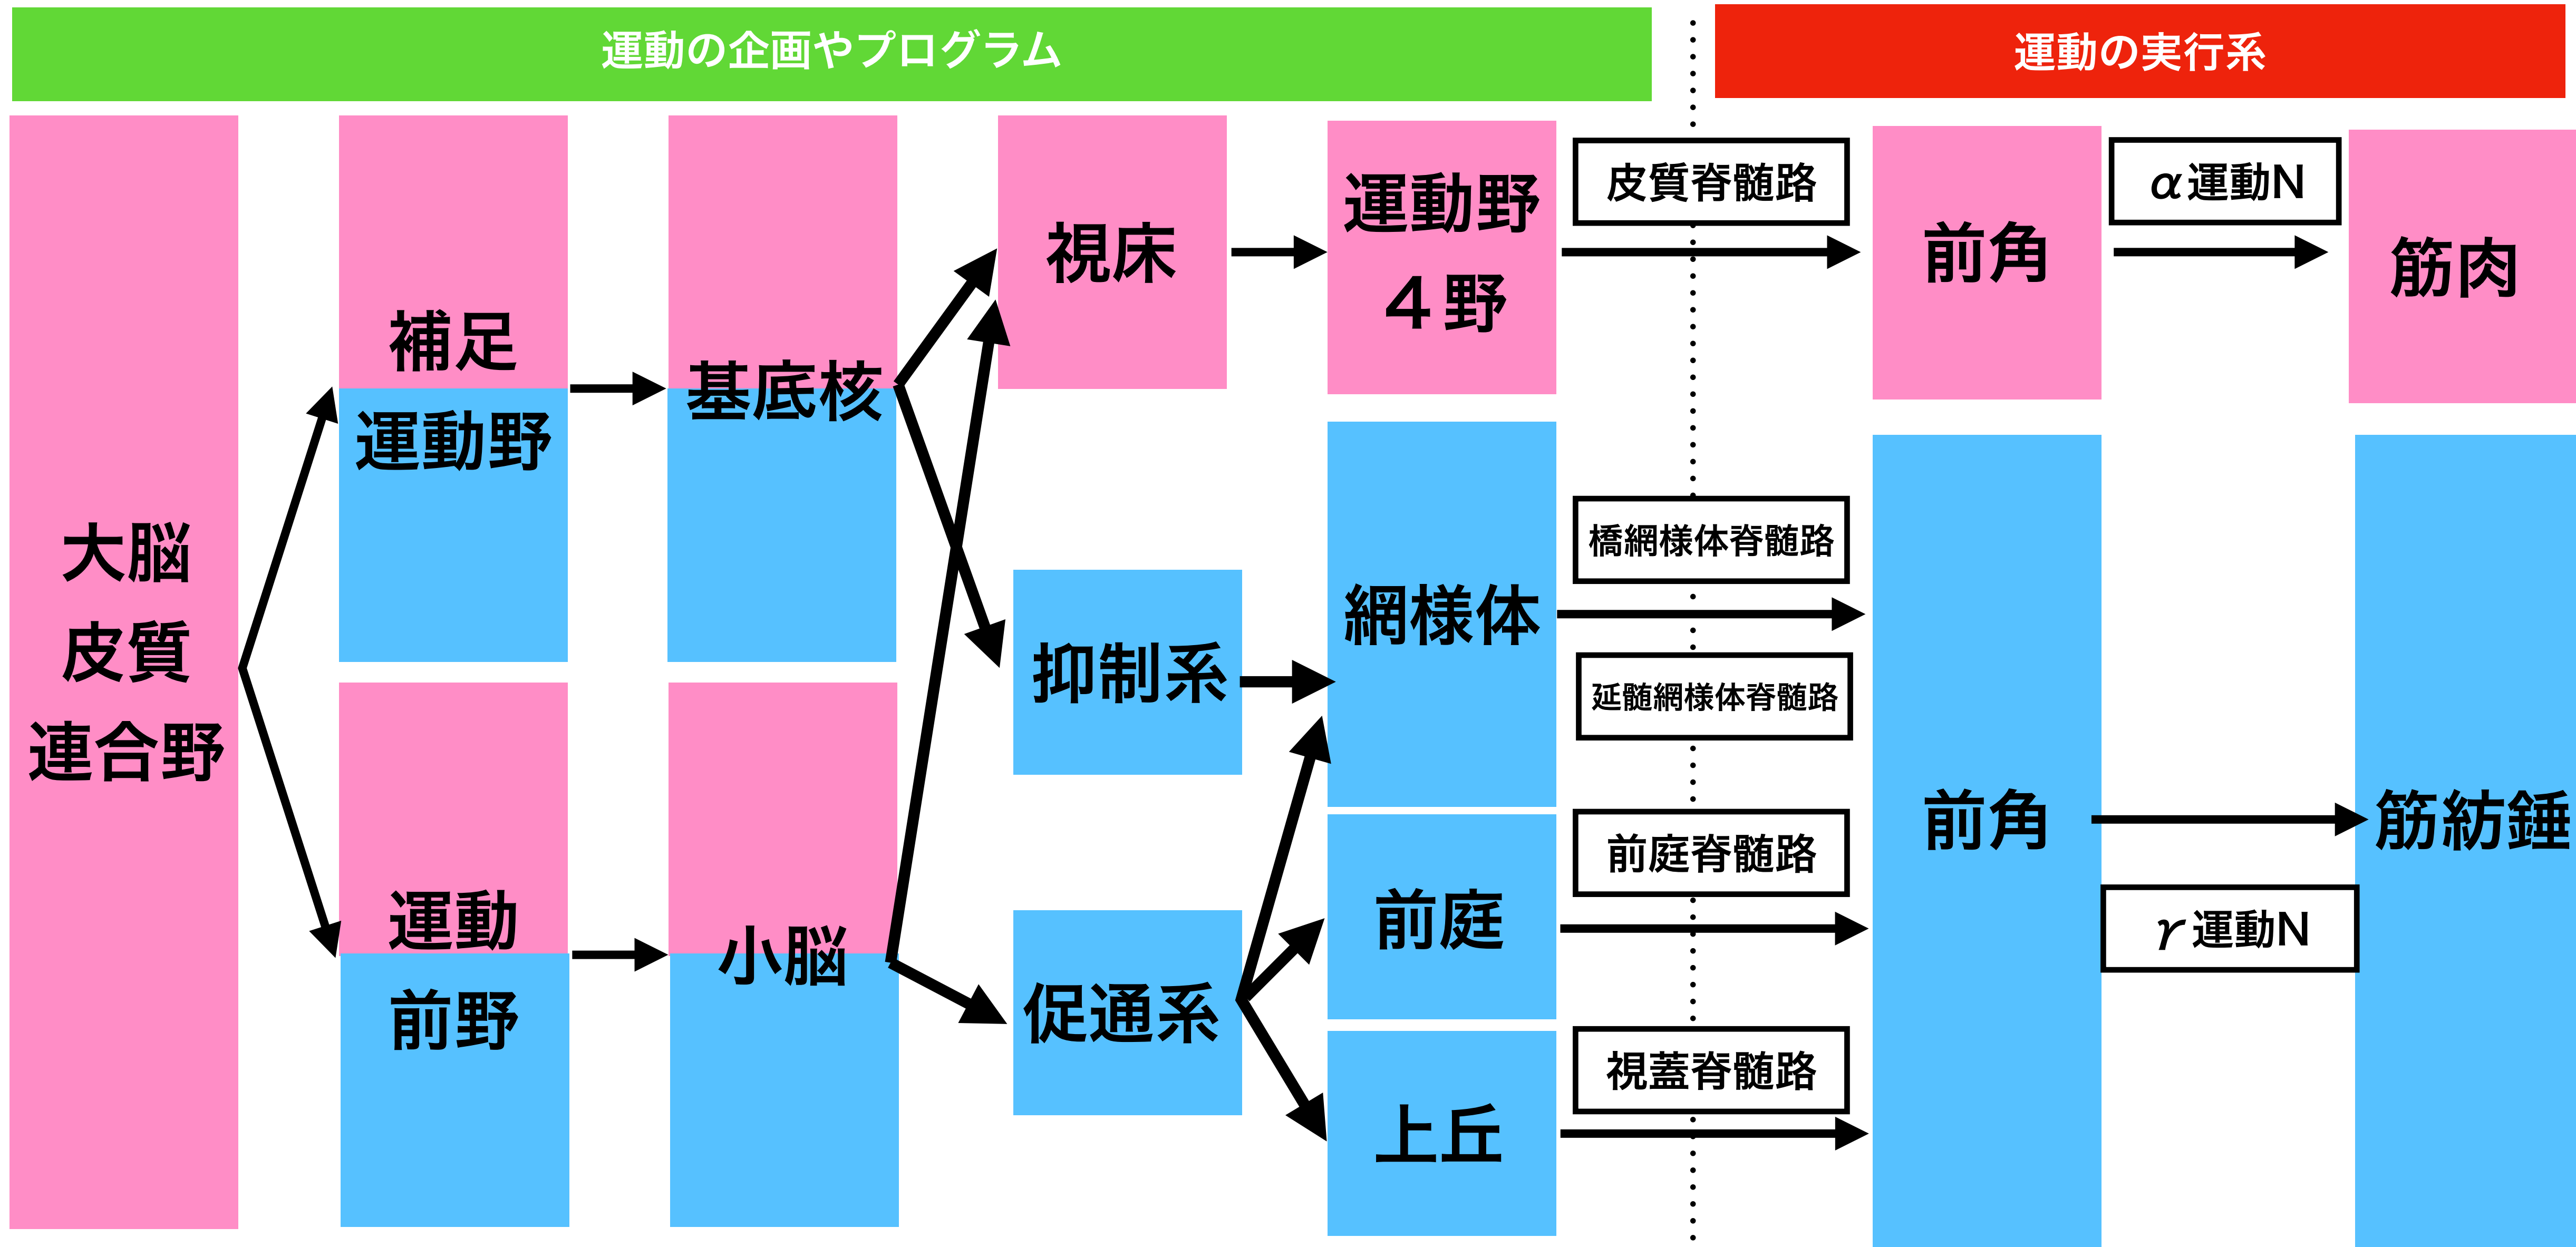 運動の企画やプログラム
運動の実行系
大脳
皮質
連合野
補足
運動野
運動
前野
基底核
小脳
視床
抑制系
促通系
運動野
４野
網様体
前庭
上丘
皮質脊髄路
橋網様体脊髄路
延髄網様体脊髄路
前庭脊髄路
視蓋脊髄路
前角
前角
α運動N
γ運動N
筋肉
筋紡錘